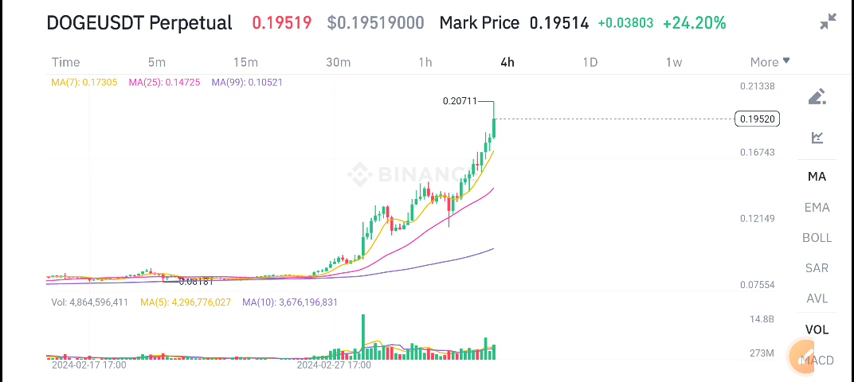 DOGEUSDT Perpetual 0.19519 $0.19519000 Mark Price 0.19514 +0.03803 +24.20%
Time 5m 15m 30m 1h 4h 1D 1w More
MA(7): 0.17305 MA(25): 0.14725 MA(99): 0.10521
0.21338
0.20711
0.19520
0.16743
BINANC
MA
EMA
0.12149
BOLL
SAR
0.08181
0.07554
AVL
Vol: 4,864,596,411 MA(5): 4,296,776,027 MA(10): 3,676,196,831
14.8B
VOL
273M
MACD
2024-02-17 17:00 2024-02-27 17:00